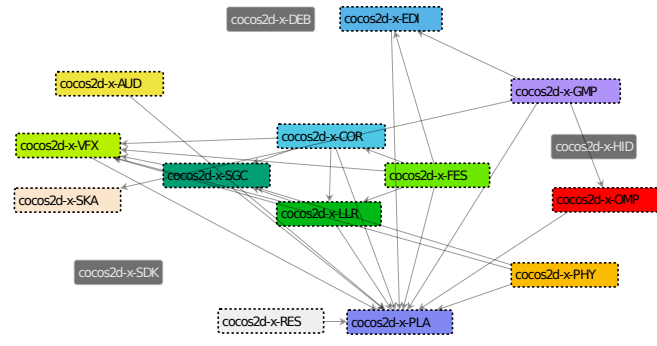 cocos2d-x-DEB
cocos2d-x-EDI
cocos2d-x-AUD
cocos2d-x-GMP
cocos2d-x-VFX
cocos2d-x-COR
cocos2d-x-HID
cocos2d-x-SGC
cocos2d-x-FES
cocos2d-x-SKA
cocos2d-x-LLR
cocos2d-x-OMP
cocos2d-x-SDK
cocos2d-x-PHY
cocos2d-x-RES
cocos2d-x-PLA